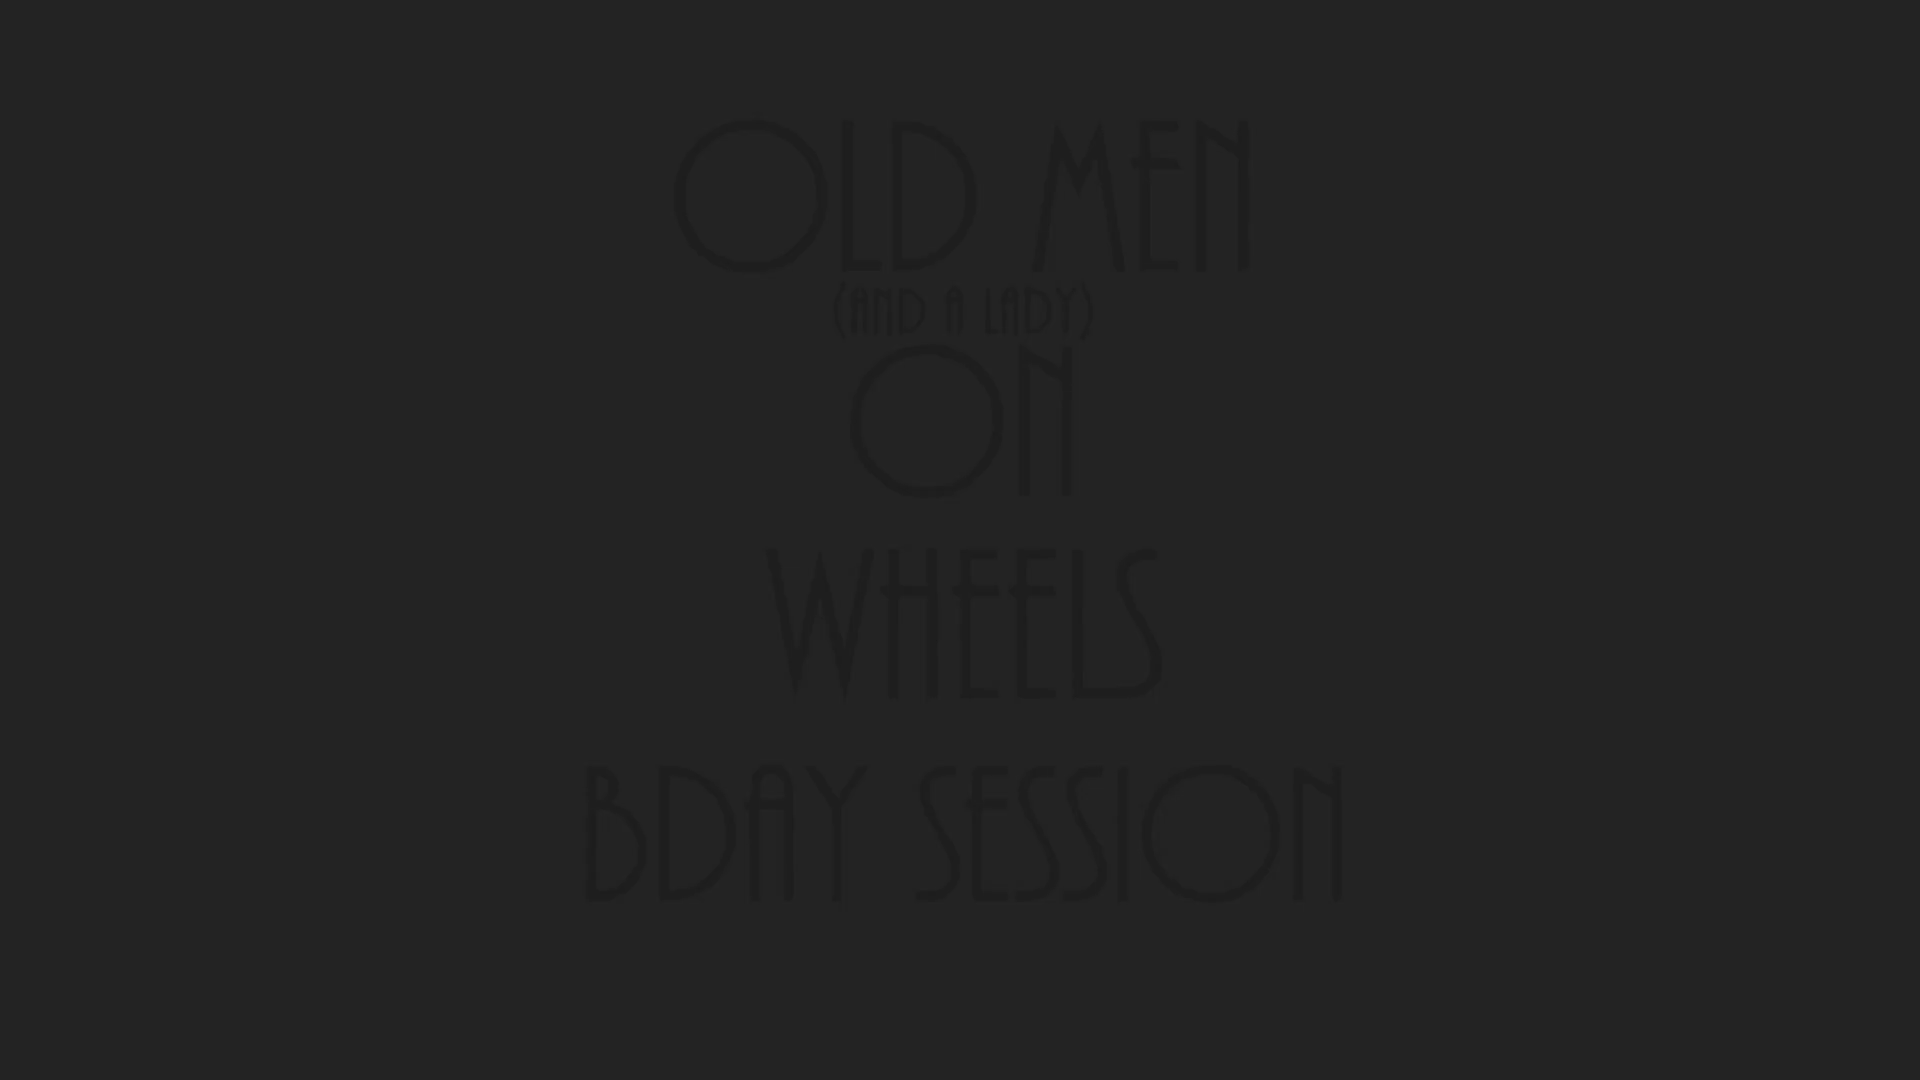 OLD MEN
(AND A LADY)
ON
WHEELS
BDAY SESSION